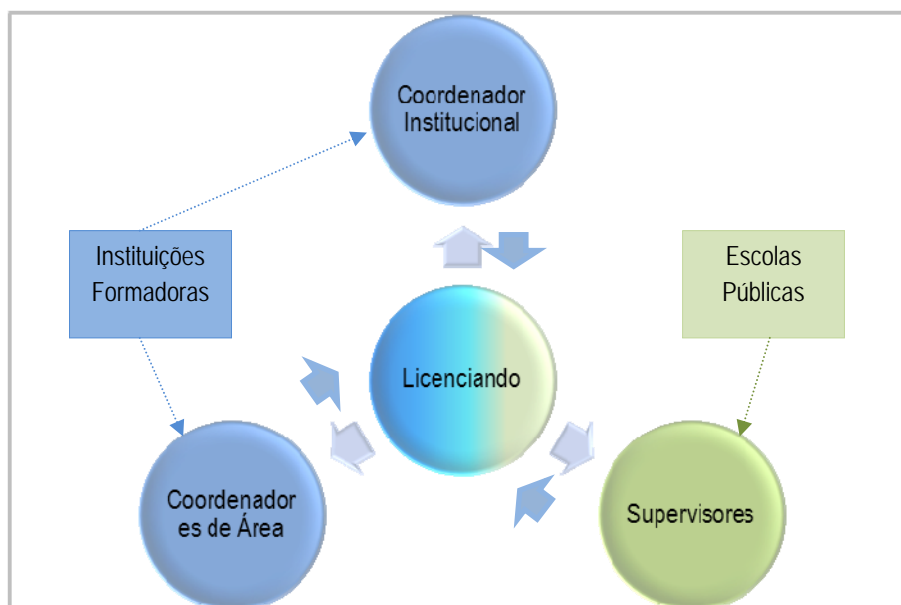 Coordenador
Institucional
Instituições
Formadoras
Escolas
Públicas
Licenciando
Coordenador
es de Área
Supervisores